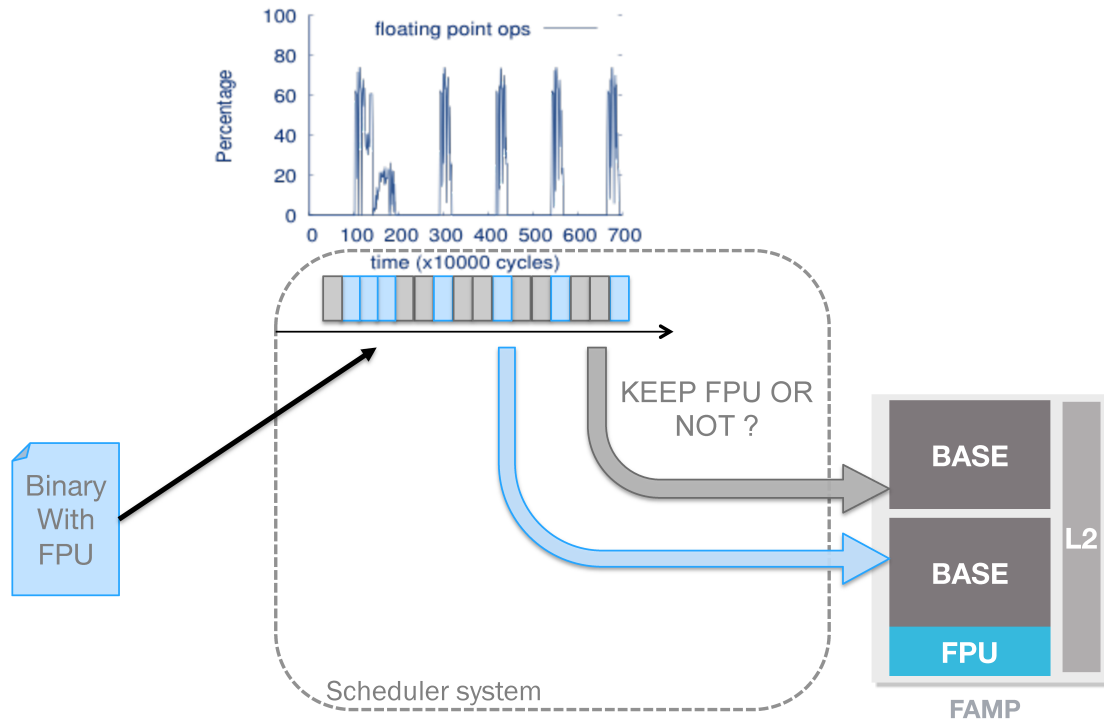 100
80
60
40
20
0
Percentage
floating point ops
0 100 200 300 400 500 600 700
time (x10000 cycles)
KEEP FPU OR
NOT ?
Binary
With
FPU
BASE
BASE
FPU
L2
FAMP
Scheduler system